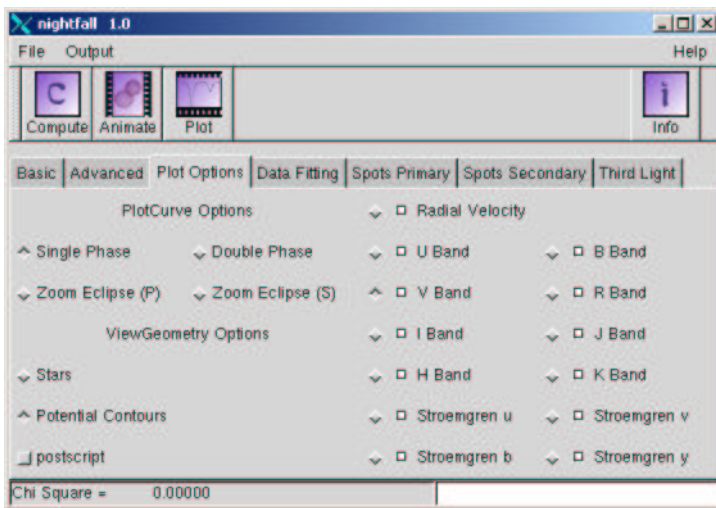 nightfall 1.0
File Output Help
C i
Compute Animate Plot Info
Basic Advanced Plot Options Data Fitting Spots Primary Spots Secondary Third Light
PlotCurve Options Radial Velocity
Single Phase Double Phase U Band B Band
Zoom Eclipse (P) Zoom Eclipse (S) V Band R Band
ViewGeometry Options I Band J Band
Stars H Band K Band
Potential Contours Stroemgren u Stroemgren v
postscript Stroemgren b Stroemgren y
Chi Square = 0.00000